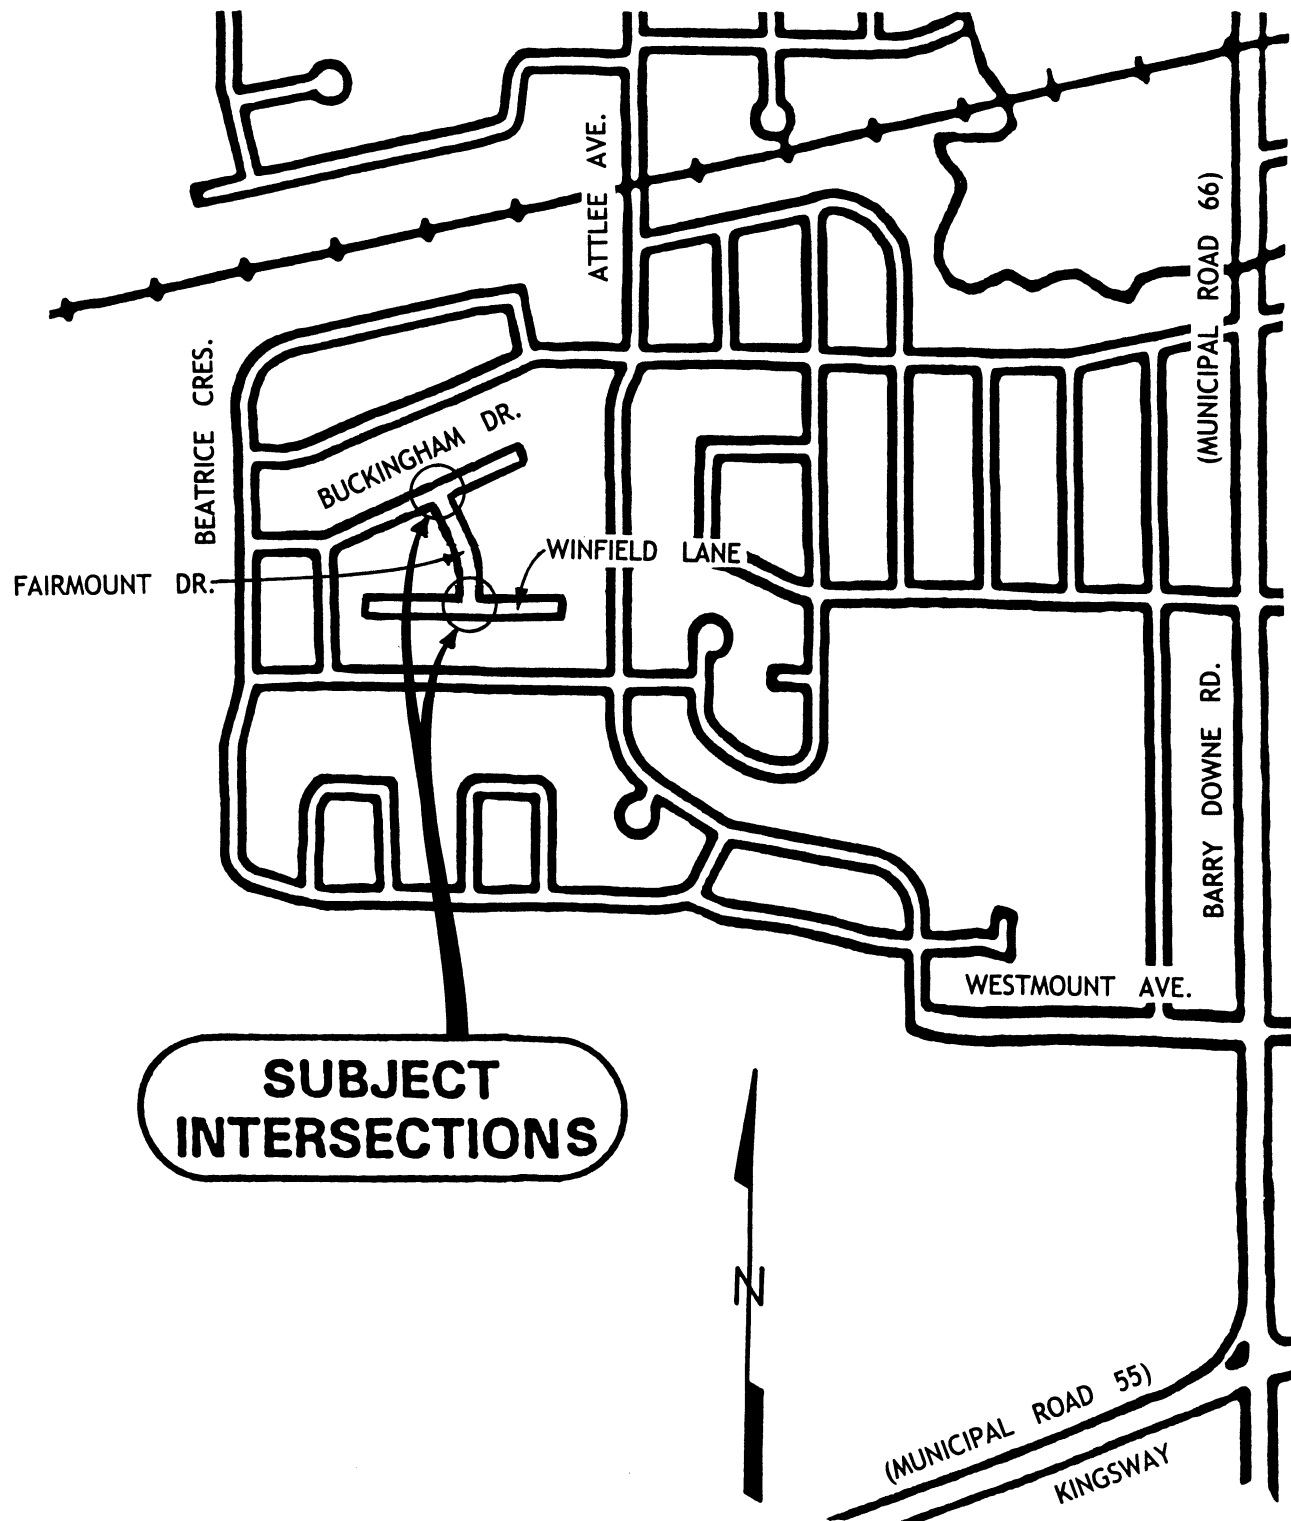 ATTLEE AVE.
(MUNICIPAL ROAD 66)
BEATRICE CRES.
BUCKINGHAM DR.
WINFIELD LANE
FAIRMOUNT DR.
BARRY DOWNE RD.
WESTMOUNT AVE.
SUBJECT
INTERSECTIONS
N
(MUNICIPAL ROAD 55)
KINGSWAY